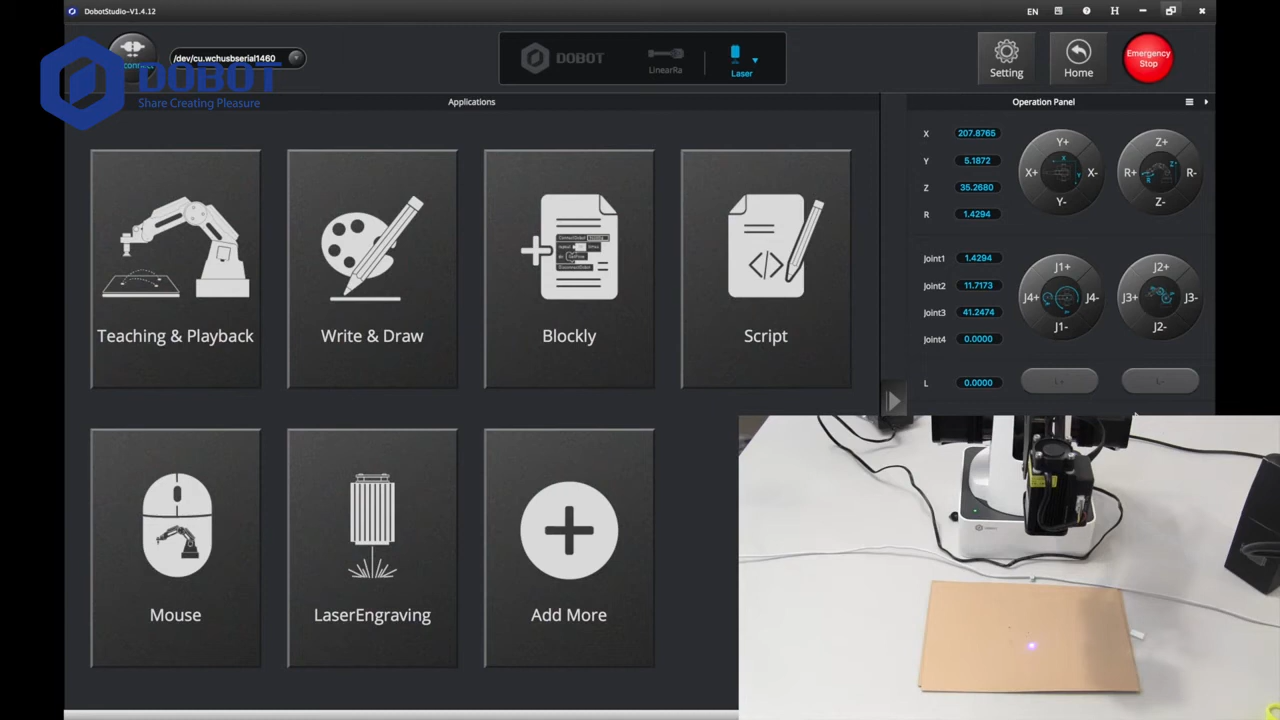 DobotStudio-V1.4.12
EN
H
/dev/cu.wchusbserial1460
DOBOT
Share Creating Pleasure
DOBOT
LinearRa
Laser
Setting
Home
Emergency
Stop
Applications
Operation Panel
X 207.8765
Y 5.1872
Z 35.2680
R 1.4294
Y+
X+ X-
Y-
Z+
R+ R-
Z-
Joint1 1.4294
Joint2 11.7173
Joint3 41.2474
Joint4 0.0000
J1+
J4+ J4-
J1-
J2+
J3+ J3-
J2-
L 0.0000
L+ L-
Teaching & Playback
Write & Draw
Blockly
Script
Mouse
LaserEngraving
Add More
DOBOT